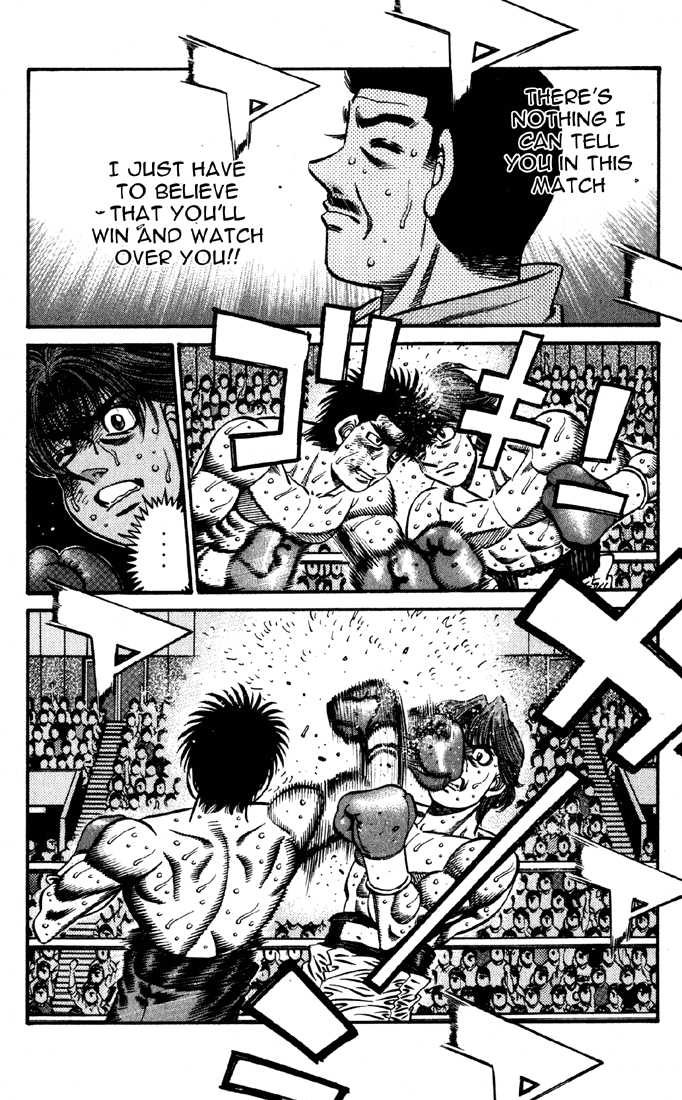 THERE'S
NOTHING I
CAN TELL
YOU IN THIS
MATCH
I JUST HAVE
TO BELIEVE
THAT YOU'LL
WIN AND WATCH
OVER YOU!!
ゴキ!
....